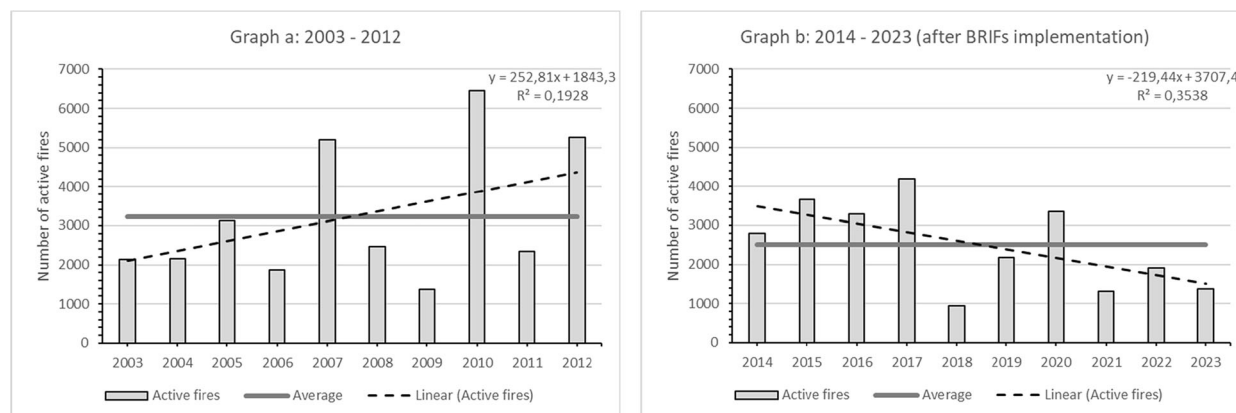 Graph a: 2003 - 2012
y = 252,81x + 1843,3
R² = 0,1928
Number of active fires
7000
6000
5000
4000
3000
2000
1000
0
2003 2004 2005 2006 2007 2008 2009 2010 2011 2012
Active fires Average Linear (Active fires)
Graph b: 2014 - 2023 (after BRIFs implementation)
y = -219,44x + 3707,4
R² = 0,3538
Number of active fires
7000
6000
5000
4000
3000
2000
1000
0
2014 2015 2016 2017 2018 2019 2020 2021 2022 2023
Active fires Average Linear (Active fires)